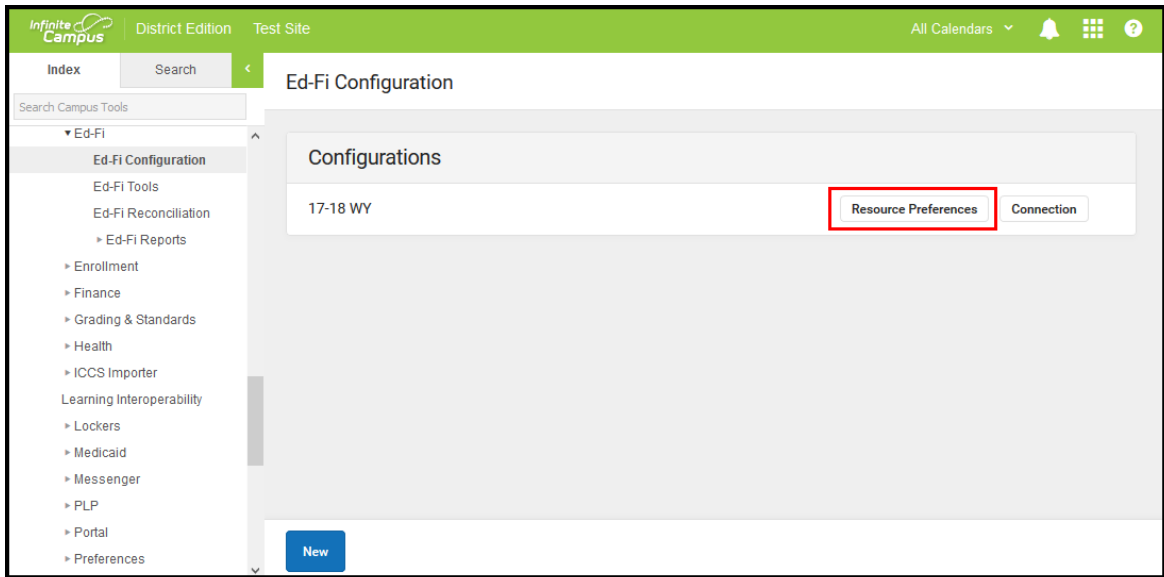 Infinite Campus District Edition Test Site All Calendars
Index Search
Ed-Fi Configuration
Search Campus Tools
Ed-Fi
Ed-Fi Configuration
Ed-Fi Tools
Ed-Fi Reconciliation
Ed-Fi Reports
Enrollment
Finance
Grading & Standards
Health
ICCS Importer
Learning Interoperability
Lockers
Medicaid
Messenger
PLP
Portal
Preferences
Configurations
17-18 WY Resource Preferences Connection
New